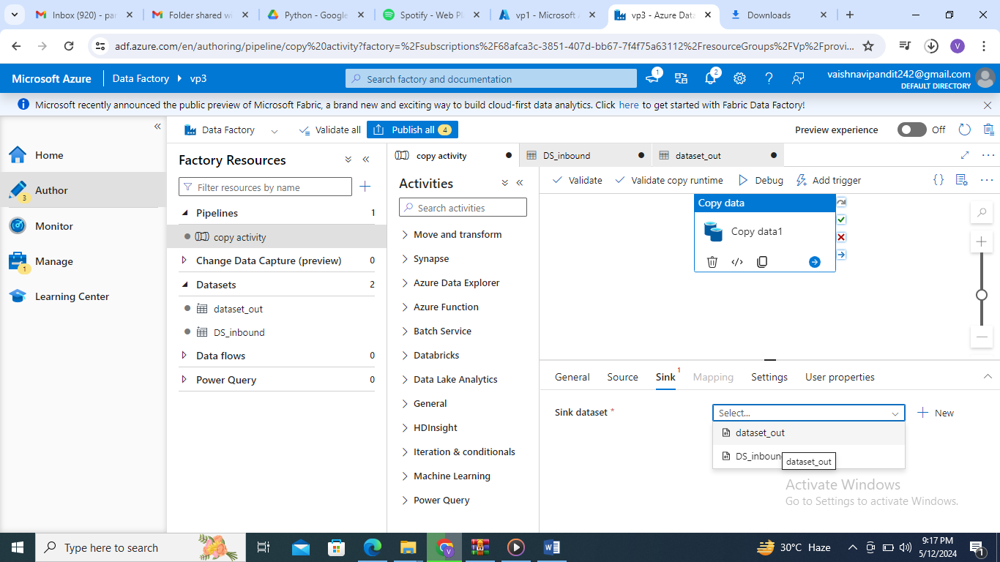 Inbox (920) - pa
Folder shared w
Python - Google
Spotify - Web P
vp1 - Microsoft
vp3 - Azure Data
Downloads
adf.azure.com/en/authoring/pipeline/copy%20activity?factory=%2Fsubscriptions%2F68afca3c-3851-407d-bb67-7f4f75a63112%2FresourceGroups%2FVp%2Fprovi...
V
Microsoft Azure
Data Factory
vp3
Search factory and documentation
1
2
vaishnavipandit242@gmail.com
DEFAULT DIRECTORY
Microsoft recently announced the public preview of Microsoft Fabric, a brand new and exciting way to build cloud-first data analytics. Click here to get started with Fabric Data Factory!
Home
Author
3
Monitor
Manage
1
Learning Center
Data Factory
Validate all
Publish all 4
Preview experience
Off
Factory Resources
Filter resources by name
Pipelines 1
copy activity
Change Data Capture (preview) 0
Datasets 2
dataset_out
DS_inbound
Data flows 0
Power Query 0
copy activity
DS_inbound
dataset_out
Activities
Search activities
Move and transform
Synapse
Azure Data Explorer
Azure Function
Batch Service
Databricks
Data Lake Analytics
General
HDInsight
Iteration & conditionals
Machine Learning
Power Query
Validate
Validate copy runtime
Debug
Add trigger
Copy data
Copy data1
General
Source
Sink 1
Mapping
Settings
User properties
Sink dataset *
Select...
New
dataset_out
DS_inboun
dataset_out
Activate Windows
Go to Settings to activate Windows.
Type here to search
V
W
30°C Haze
9:17 PM
5/12/2024
1